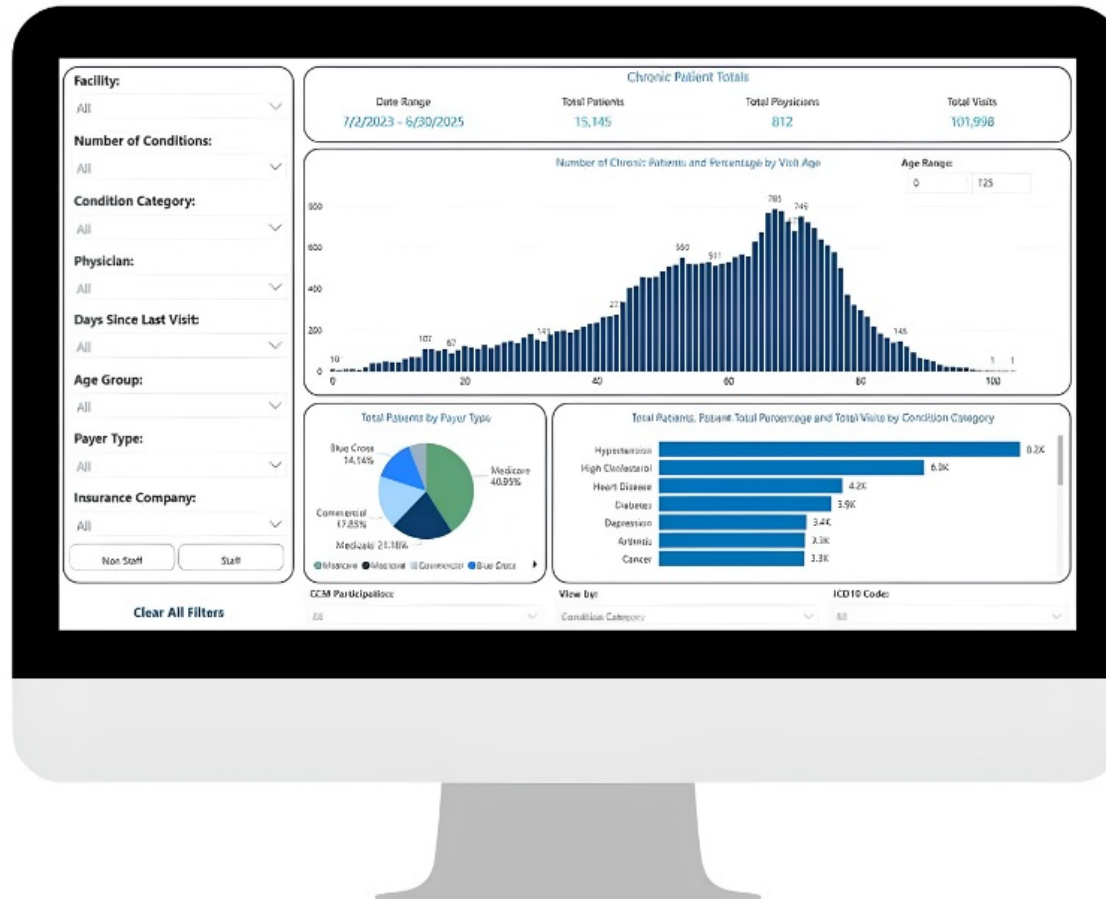 Facility:
All
Number of Conditions:
All
Condition Category:
All
Physician:
All
Days Since Last Visit:
All
Age Group:
All
Payer Type:
All
Insurance Company:
All
Non Staff
Staff
Clear All Filters
Chronic Patient Totals
Date Range
Total Patients
Total Physicians
Total Visits
7/2/2023 - 6/30/2025
15,145
812
101,998
Number of Chronic Patients and Percentage by Visit Age
Age Range:
0
125
800
600
400
200
0
10
107
67
550
511
785
749
145
1
1
0
20
40
60
80
100
Total Patients by Payer Type
Blue Cross
14.14%
Medicare
40.95%
Commercial
17.85%
Medicaid 21.18%
Medicare
Medicaid
Commercial
Blue Cross
Total Patients, Patient Total Percentage and Total Visits by Condition Category
Hypertension
8.2K
High Cholesterol
6.0K
Heart Disease
4.2K
Diabetes
3.9K
Depression
3.4K
Arthritis
3.3K
Cancer
3.3K
CCM Participation:
All
View by:
Condition Category
ICD10 Code:
All